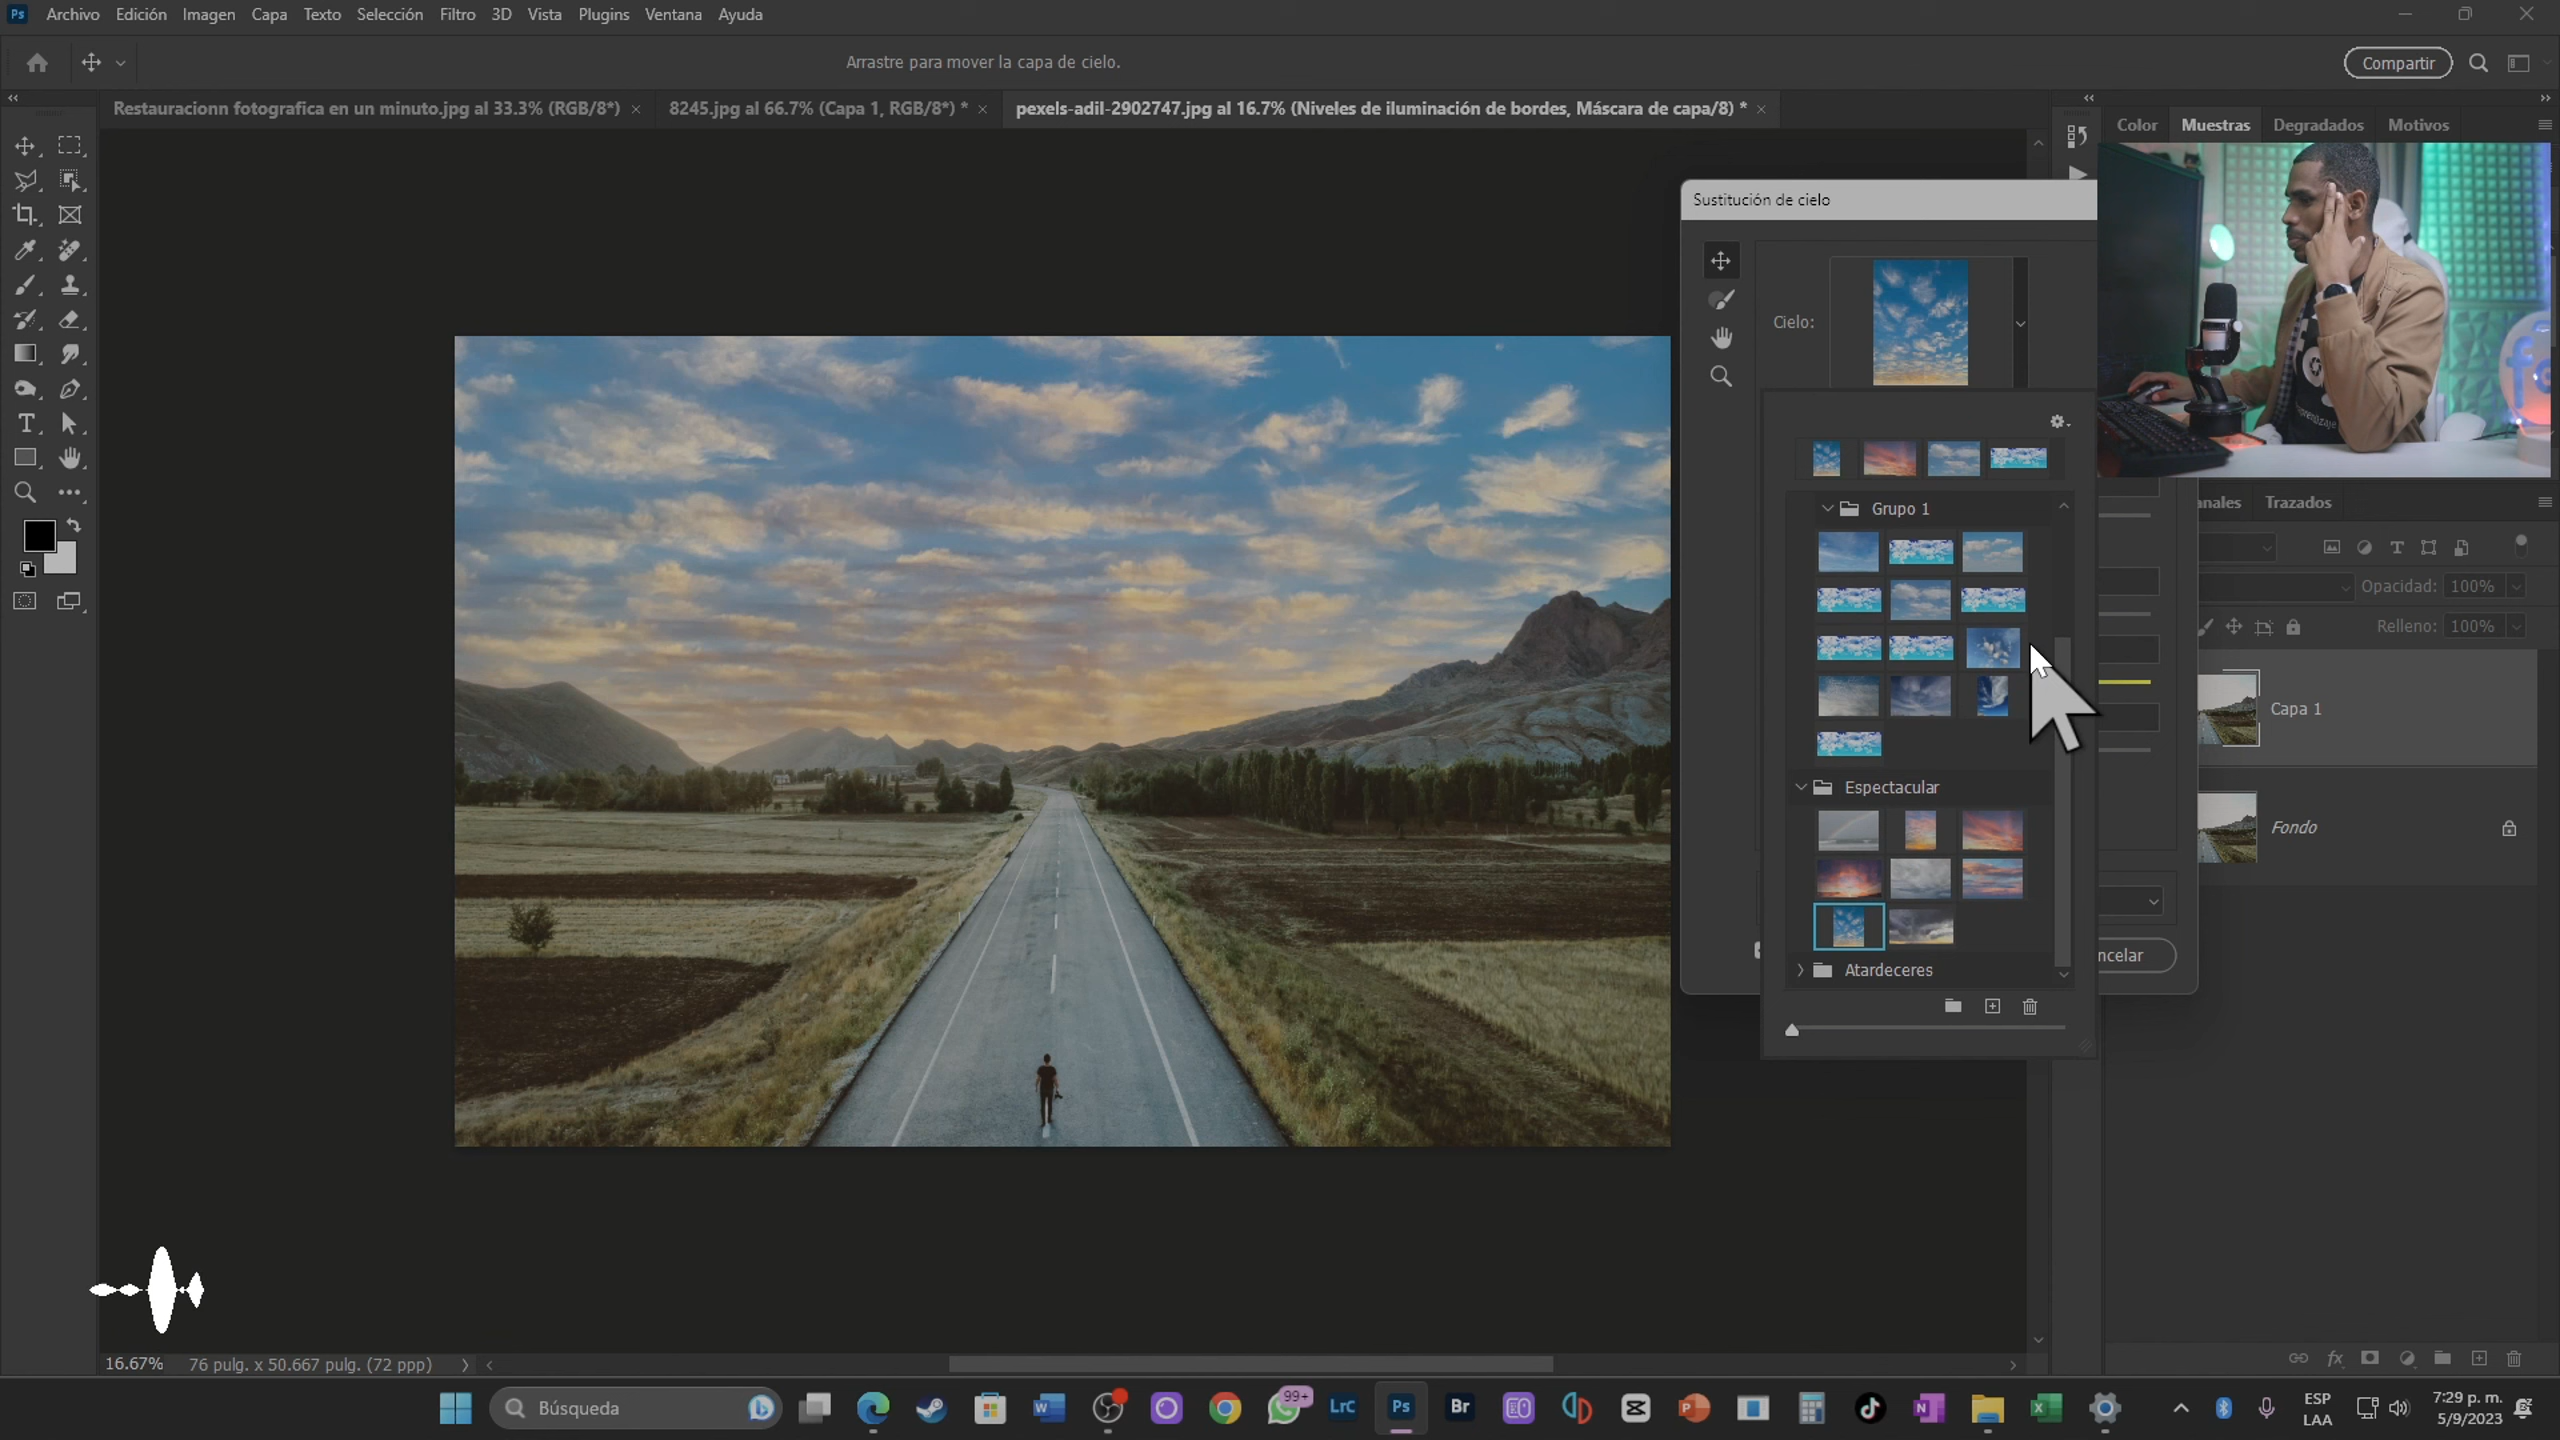 Ps Archivo Edición Imagen Capa Texto Selección Filtro 3D Vista Plugins Ventana Ayuda
Arrastre para mover la capa de cielo.
Compartir
Restauracionn fotografica en un minuto.jpg al 33.3% (RGB/8*) ×
8245.jpg al 66.7% (Capa 1, RGB/8*) * ×
pexels-adil-2902747.jpg al 16.7% (Niveles de iluminación de bordes, Máscara de capa/8) * ×
Color Muestras Degradados Motivos
Sustitución de cielo
Cielo:
Grupo 1
Espectacular
Atardeceres
ncelar
anales Trazados
Opacidad: 100%
Relleno: 100%
Capa 1
Fondo
16.67% 76 pulg. x 50.667 pulg. (72 ppp)
Búsqueda
99+
LrC
Ps
Br
ESP
LAA
7:29 p. m.
5/9/2023